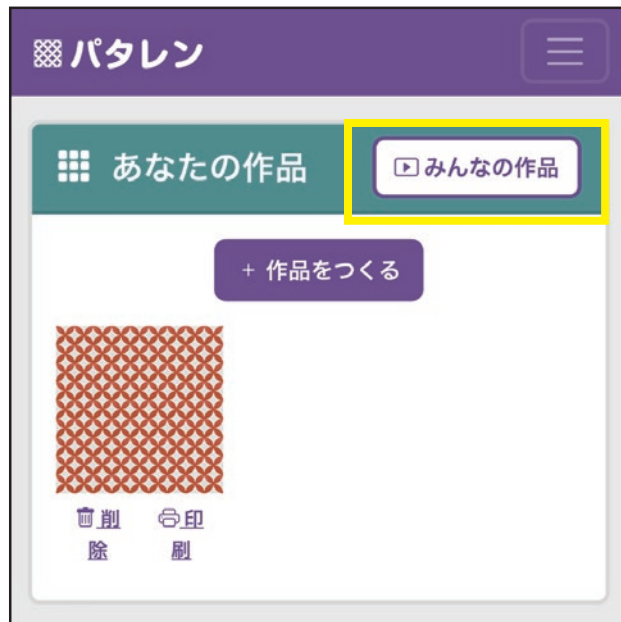 パタレン
あなたの作品
みんなの作品
+ 作品をつくる
削除
印刷